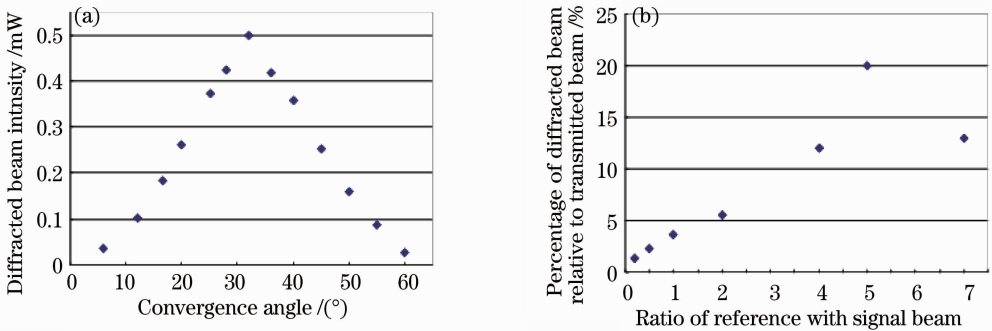 (a)
Diffracted beam intnsity /mW
0.5
0.4
0.3
0.2
0.1
0
0 10 20 30 40 50 60
Convergence angle /(°)
(b)
Percentage of diffracted beam
relative to transmitted beam /%
25
20
15
10
5
0
0 1 2 3 4 5 6 7
Ratio of reference with signal beam